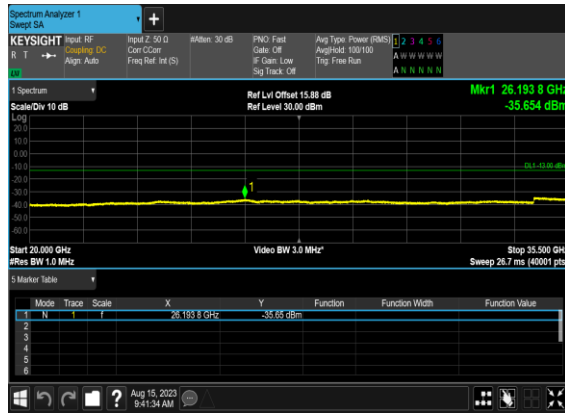 Spectrum Analyzer 1
Swept SA
+
KEYSIGHT Input: RF Input Z: 50 Ω #Atten: 30 dB PNO: Fast Avg Type: Power (RMS) 1 2 3 4 5 6
R T Coupling: DC Corr CCorr Gate: Off Avg|Hold: 100/100 A W W W W W
Align: Auto Freq Ref: Int (S) IF Gain: Low Trig: Free Run
LXI Sig Track: Off A N N N N N
1 Spectrum Ref Lvl Offset 15.88 dB Mkr1 26.193 8 GHz
Scale/Div 10 dB Ref Level 30.00 dBm -35.654 dBm
Log
20.0
10.0
0.00
-10.0 DL1 -13.00 dBm
-20.0
-30.0 1
-40.0
-50.0
-60.0
Start 20.000 GHz Video BW 3.0 MHz* Stop 35.500 GHz
#Res BW 1.0 MHz Sweep 26.7 ms (40001 pts)
5 Marker Table
Mode Trace Scale X Y Function Function Width Function Value
1 N 1 f 26.193 8 GHz -35.65 dBm
2
3
4
5
6
? Aug 15, 2023
9:41:34 AM